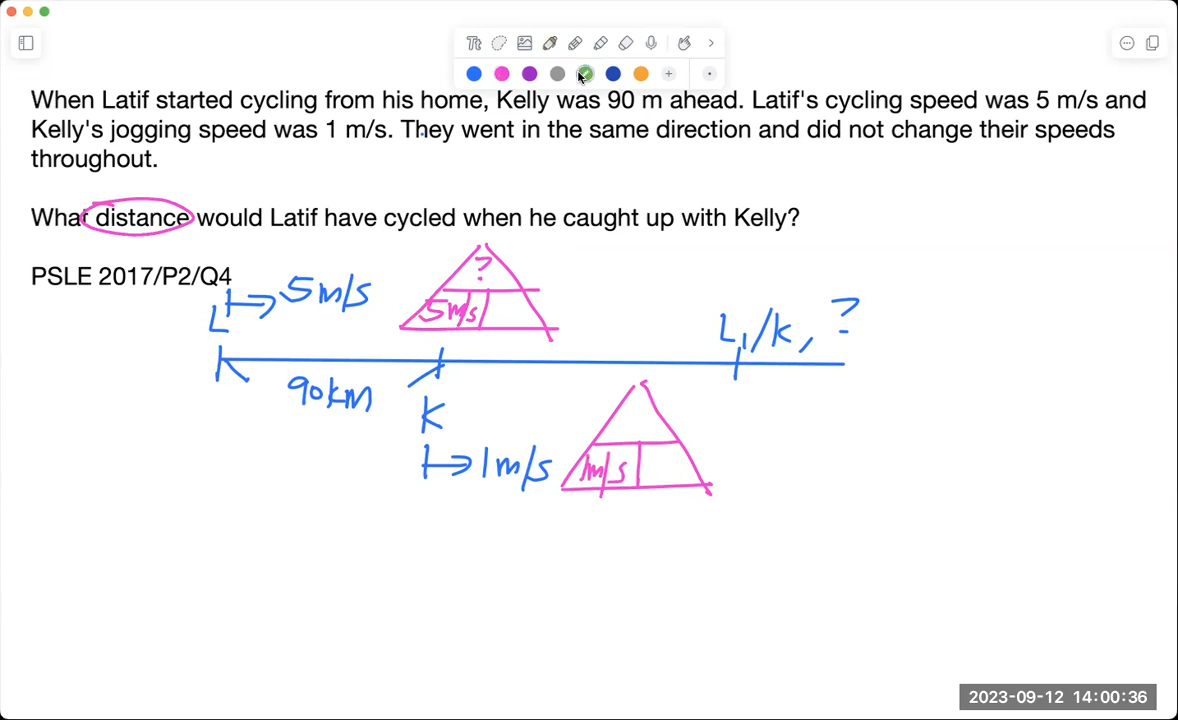 When Latif started cycling from his home, Kelly was 90 m ahead. Latif's cycling speed was 5 m/s and
Kelly's jogging speed was 1 m/s. They went in the same direction and did not change their speeds
throughout.
What distance would Latif have cycled when he caught up with Kelly?
PSLE 2017/P2/Q4
?
5m/s
5m/s
L
L/K, ?
90km
K
1m/s
1m/s
2023-09-12 14:00:36